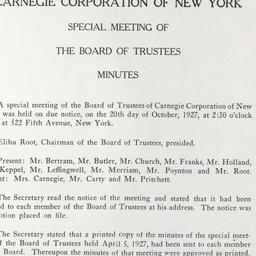 CARNEGIE CORPORATION OF NEW YORK
SPECIAL MEETING OF
THE BOARD OF TRUSTEES
MINUTES
A special meeting of the Board of Trustees of Carnegie Corporation of New
was held on due notice, on the 20th day of October, 1927, at 2:30 o'clock
at 522 Fifth Avenue, New York.
Elihu Root, Chairman of the Board of Trustees, presided.
Present: Mr. Bertram, Mr. Butler, Mr. Church, Mr. Franks, Mr. Holland,
Keppel, Mr. Leffingwell, Mr. Merriam, Mr. Poynton and Mr. Root.
nt: Mrs. Carnegie, Mr. Carty and Mr. Pritchett.
The Secretary read the notice of the meeting and stated that it had been
d to each member of the Board of Trustees at his address. The notice was
ption placed on file.
The Secretary stated that a printed copy of the minutes of the special meet-
f the Board of Trustees held April 5, 1927, had been sent to each member
Board. Thereupon the minutes of that meeting were approved as printed.